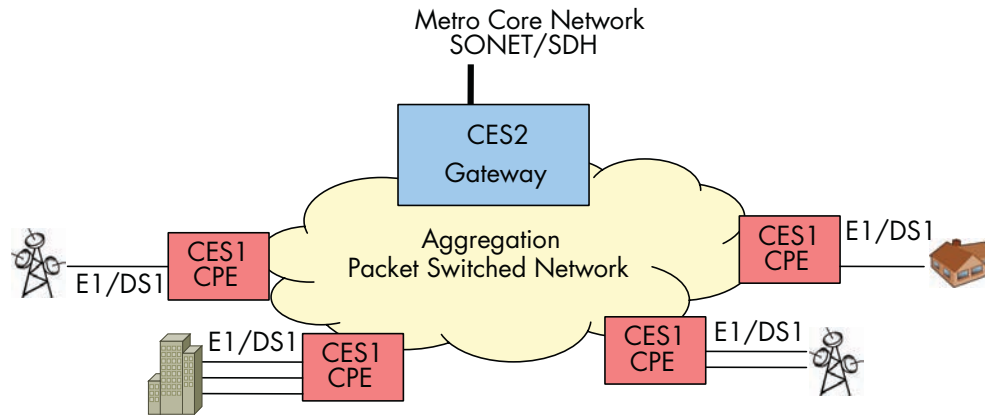 Metro Core Network
SONET/SDH
CES2
Gateway
Aggregation
Packet Switched Network
CES1
CPE
E1/DS1
CES1
CPE
E1/DS1
E1/DS1
CES1
CPE
CES1
CPE
E1/DS1